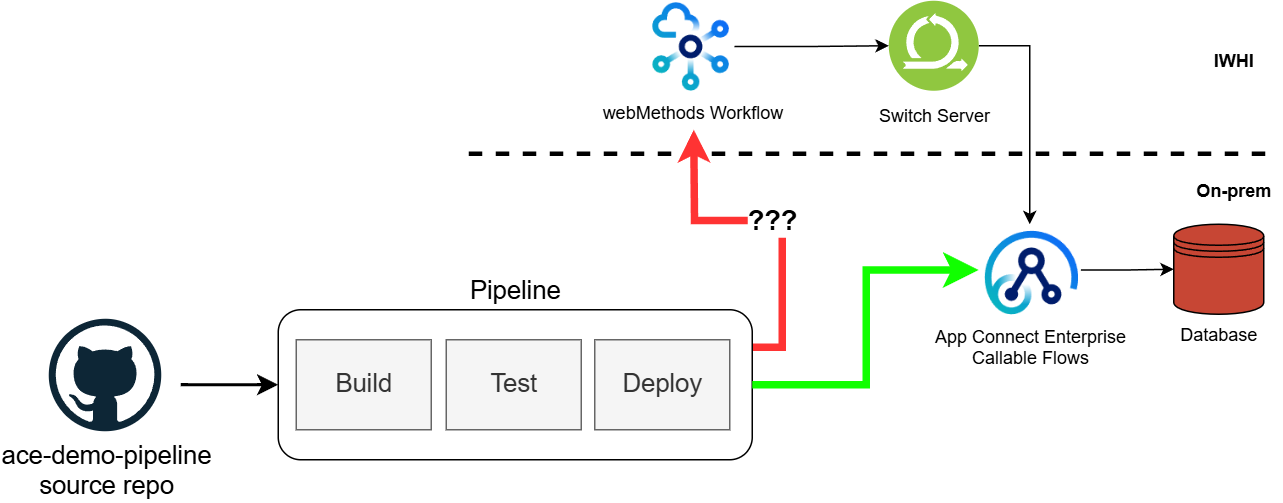 webMethods Workflow
Switch Server
IWHI
On-prem
???
Pipeline
Build
Test
Deploy
App Connect Enterprise
Callable Flows
Database
ace-demo-pipeline
source repo